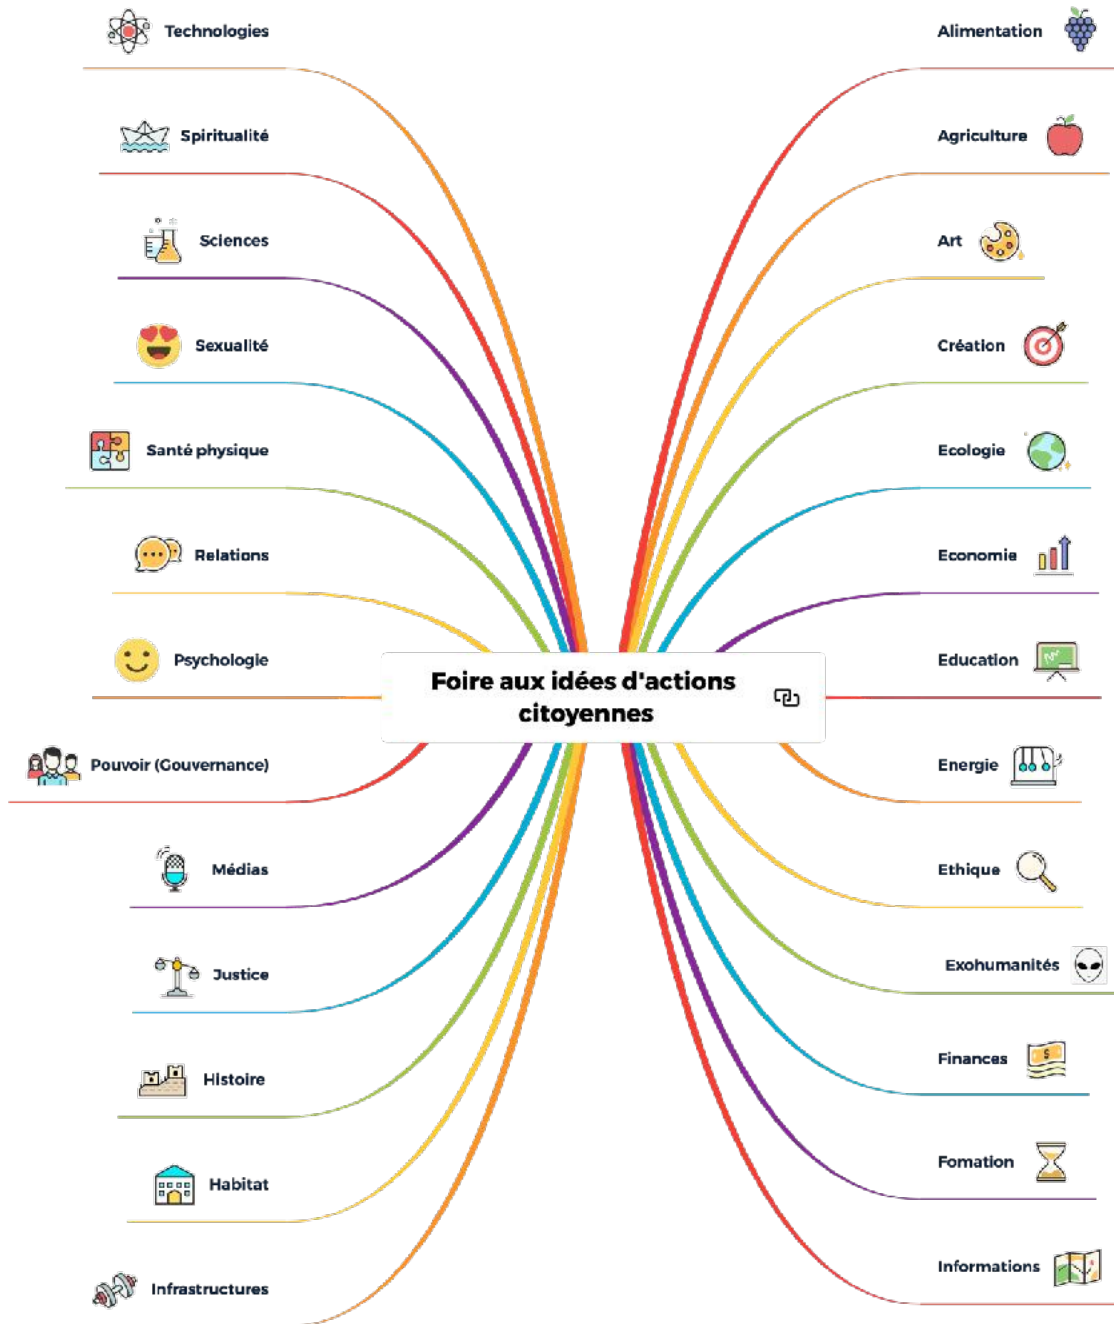 Technologies
Spiritualité
Sciences
Sexualité
Santé physique
Relations
Psychologie
Pouvoir (Gouvernance)
Médias
Justice
Histoire
Habitat
Infrastructures
Foire aux idées d'actions
citoyennes
Alimentation
Agriculture
Art
Création
Ecologie
Economie
Education
Energie
Ethique
Exohumanités
Finances
Fomation
Informations